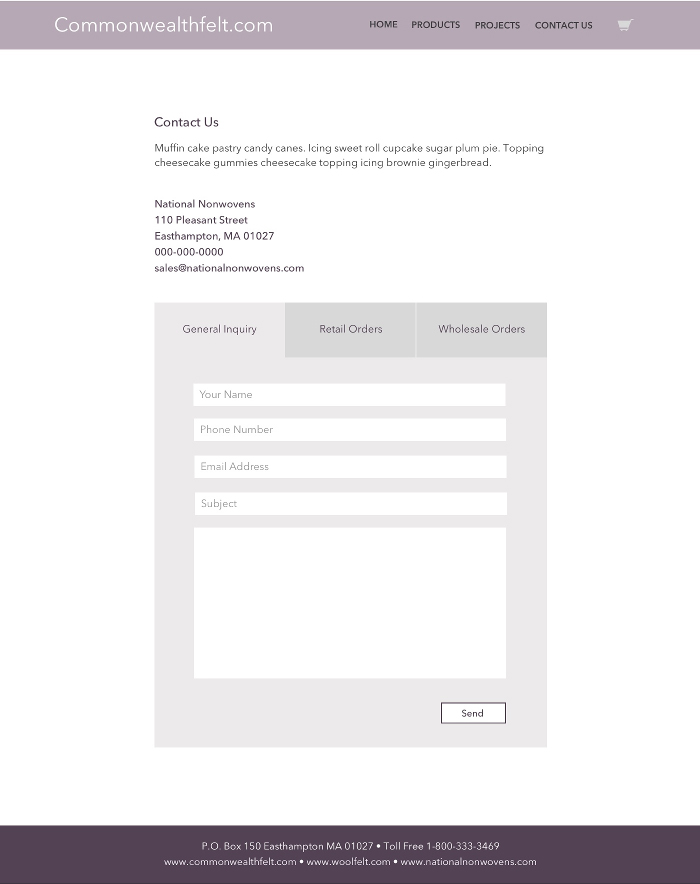 Commonwealthfelt.com
HOME PRODUCTS PROJECTS CONTACT US
Contact Us
Muffin cake pastry candy canes. Icing sweet roll cupcake sugar plum pie. Topping
cheesecake gummies cheesecake topping icing brownie gingerbread.
National Nonwovens
110 Pleasant Street
Easthampton, MA 01027
000-000-0000
sales@nationalnonwovens.com
General Inquiry Retail Orders Wholesale Orders
Your Name
Phone Number
Email Address
Subject
Send
P.O. Box 150 Easthampton MA 01027 • Toll Free 1-800-333-3469
www.commonwealthfelt.com • www.woolfelt.com • www.nationalnonwovens.com